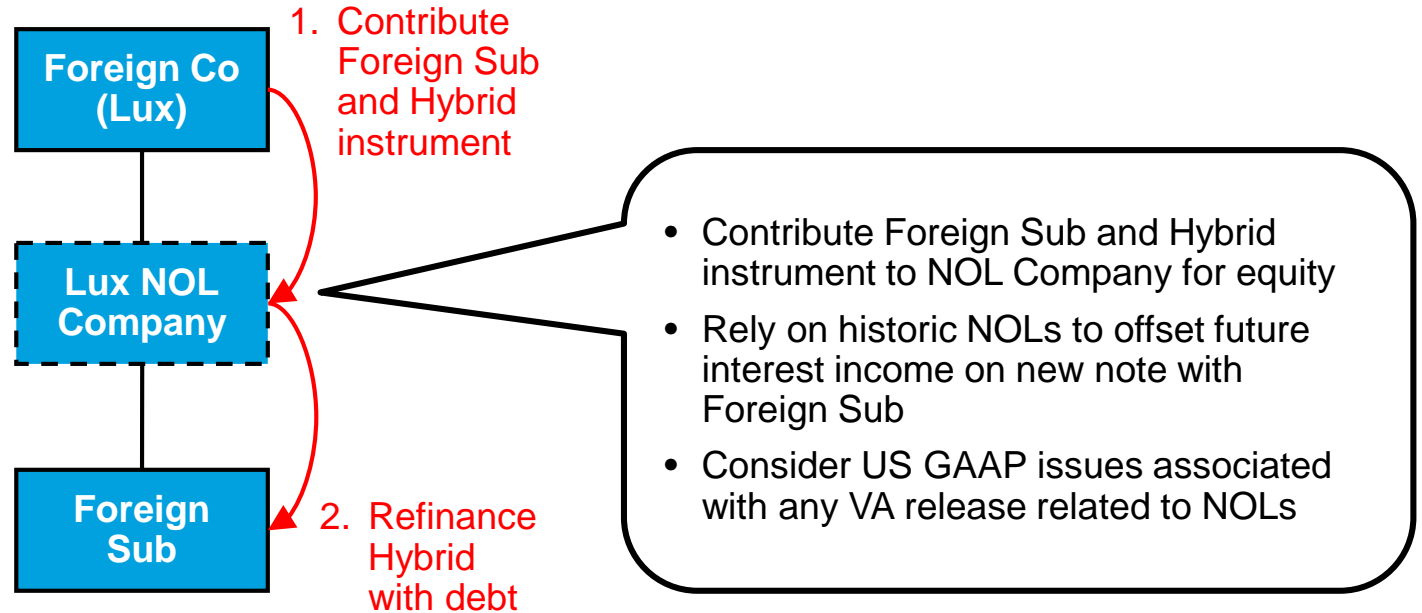 Foreign Co
(Lux)
1. Contribute
Foreign Sub
and Hybrid
instrument
Lux NOL
Company
• Contribute Foreign Sub and Hybrid
instrument to NOL Company for equity
• Rely on historic NOLs to offset future
interest income on new note with
Foreign Sub
• Consider US GAAP issues associated
with any VA release related to NOLs
Foreign
Sub
2. Refinance
Hybrid
with debt